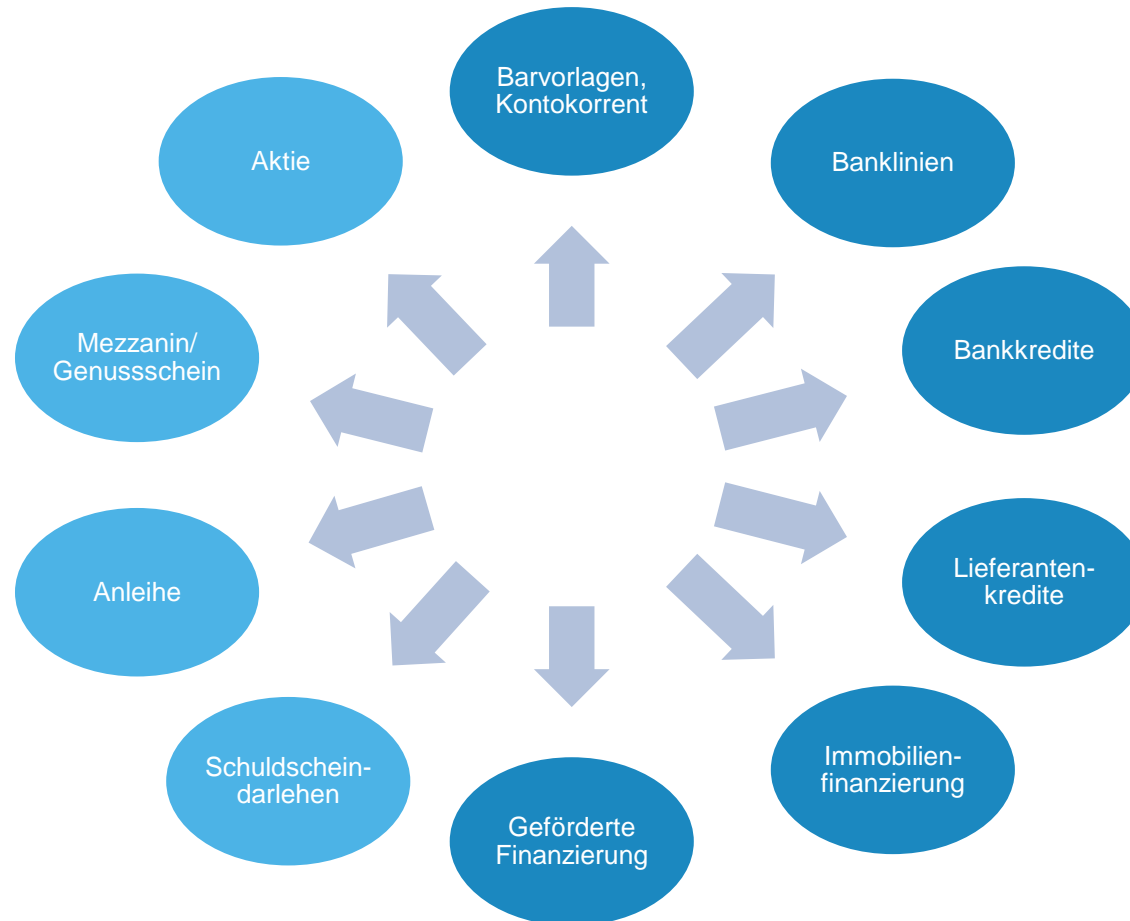 Barvorlagen,
Kontokorrent
Banklinien
Bankkredite
Lieferanten-
kredite
Immobilien-
finanzierung
Geförderte
Finanzierung
Schuldschein-
darlehen
Anleihe
Mezzanin/
Genussschein
Aktie